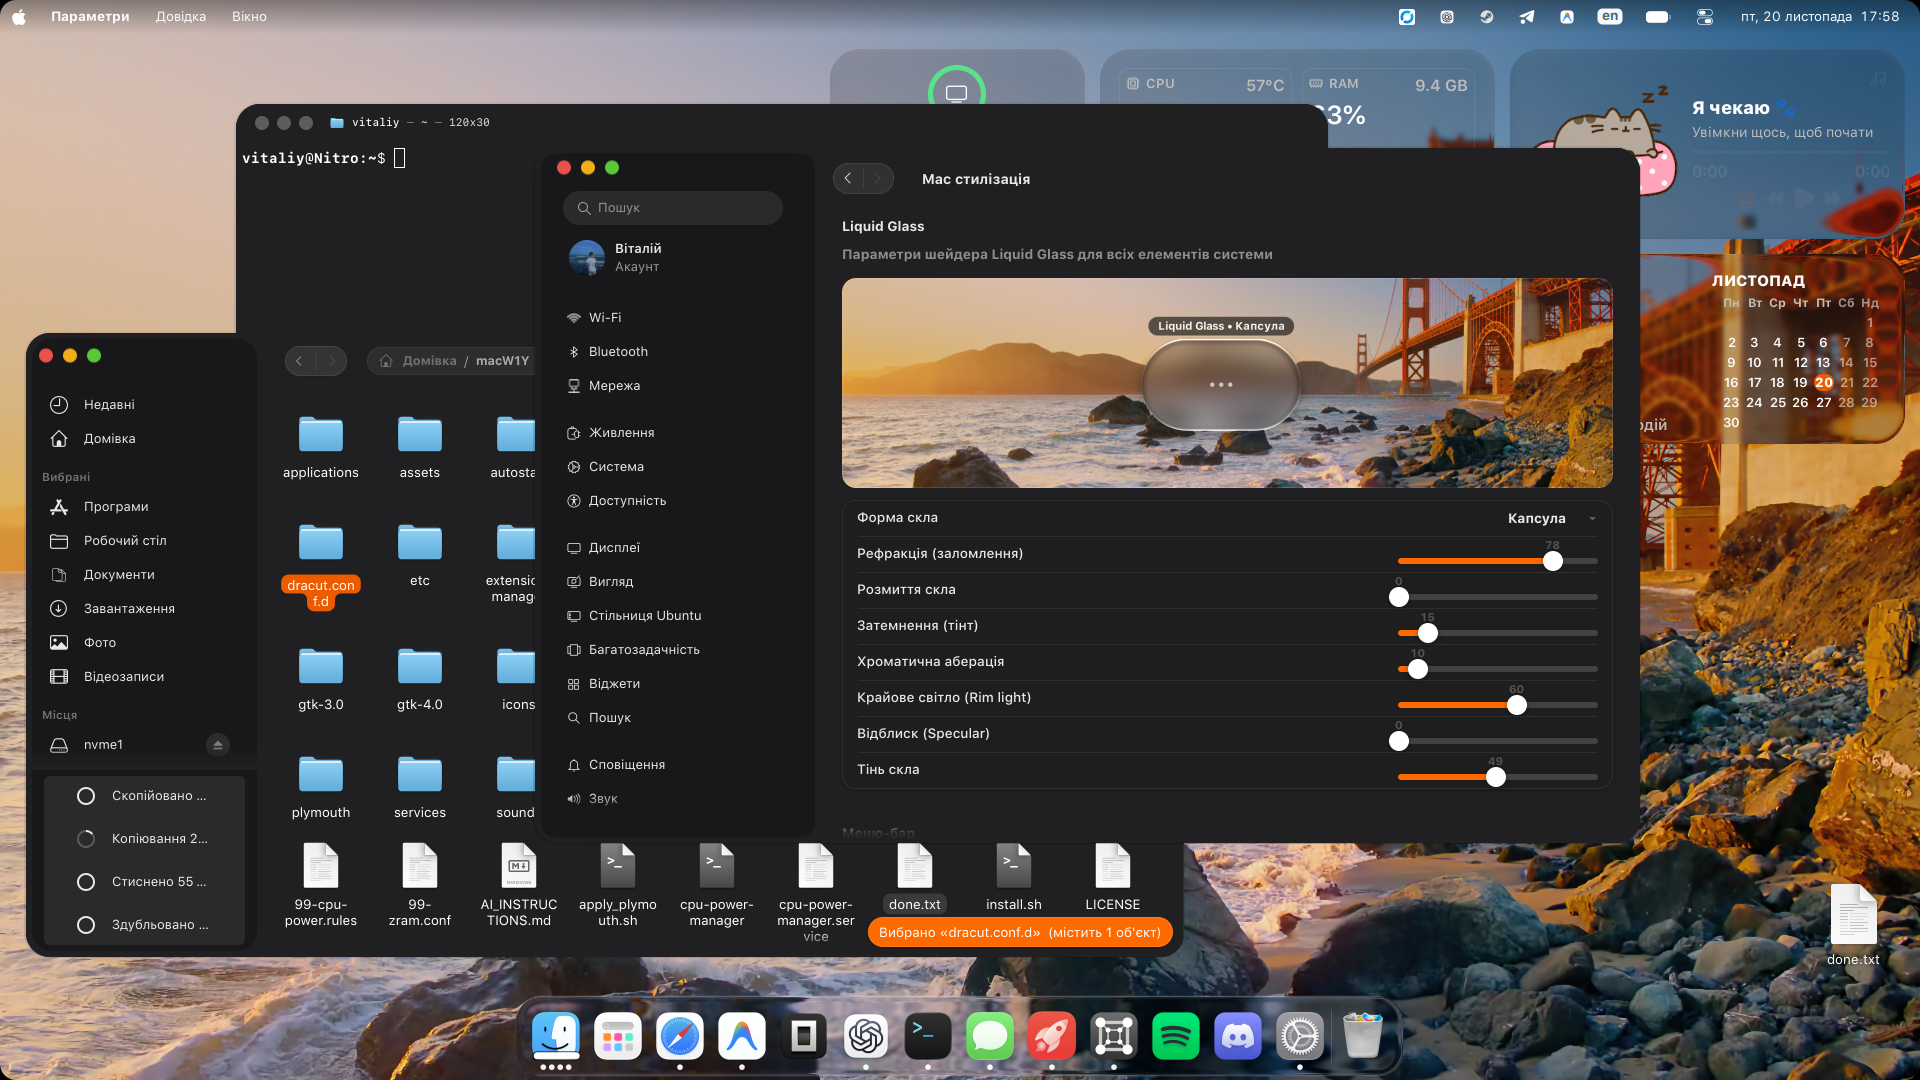 Параметри Довідка Вікно
en пт, 20 листопада 17:58
CPU 57°C RAM 9.4 GB
3%
Я чекаю
Увімкни щось, щоб почати
0:00 0:00
vitaliy — ~ — 120x30
vitaliy@Nitro:~$
Пошук
Віталій
Акаунт
Wi-Fi
Bluetooth
Мережа
Живлення
Система
Доступність
Дисплеї
Вигляд
Стільниця Ubuntu
Багатозадачність
Віджети
Пошук
Сповіщення
Звук
Мас стилізація
Liquid Glass
Параметри шейдера Liquid Glass для всіх елементів системи
Liquid Glass • Капсула
Форма скла Капсула
Рефракція (заломлення) 78
Розмиття скла 0
Затемнення (тінт) 15
Хроматична аберація 10
Крайове світло (Rim light) 60
Відблиск (Specular) 0
Тінь скла 49
Меню-бар
ЛИСТОПАД
Пн Вт Ср Чт Пт Сб Нд
1
2 3 4 5 6 7 8
9 10 11 12 13 14 15
16 17 18 19 20 21 22
23 24 25 26 27 28 29
30
одій
Недавні
Домівка
Вибрані
Програми
Робочий стіл
Документи
Завантаження
Фото
Відеозаписи
Місця
nvme1
Скопійовано ...
Копіювання 2...
Стиснено 55 ...
Здубльовано ...
Домівка / macW1Y
applications assets autosta
dracut.con
f.d
etc extensio
manag
gtk-3.0 gtk-4.0 icons
plymouth services sound
99-cpu-
power.rules
99-
zram.conf
MARKDOWN
AI_INSTRUC
TIONS.md
apply_plymo
uth.sh
cpu-power-
manager
cpu-power-
manager.ser
vice
done.txt
install.sh
LICENSE
Вибрано «dracut.conf.d» (містить 1 об'єкт)
done.txt